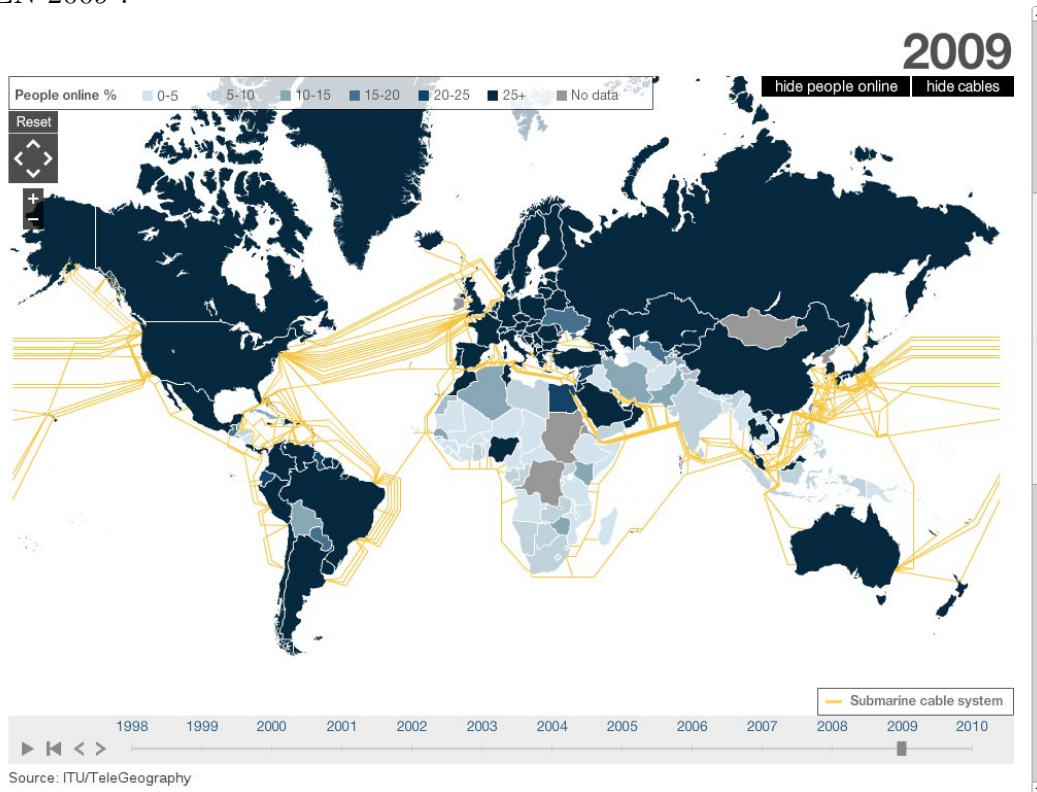 EN 2009 :
2009
hide people online hide cables
People online % 0-5 5-10 10-15 15-20 20-25 25+ No data
Reset
+
−
Submarine cable system
1998 1999 2000 2001 2002 2003 2004 2005 2006 2007 2008 2009 2010
Source: ITU/TeleGeography